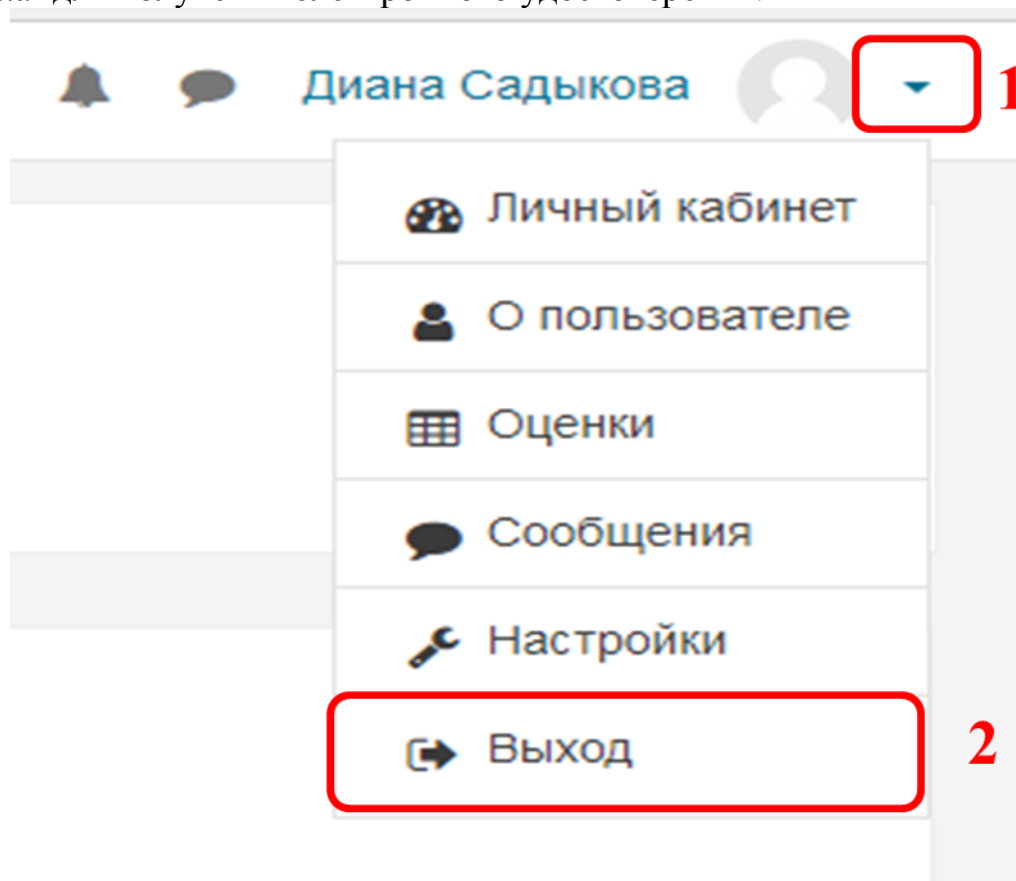 Диана Садыкова
1
Личный кабинет
О пользователе
Оценки
Сообщения
Настройки
Выход
2